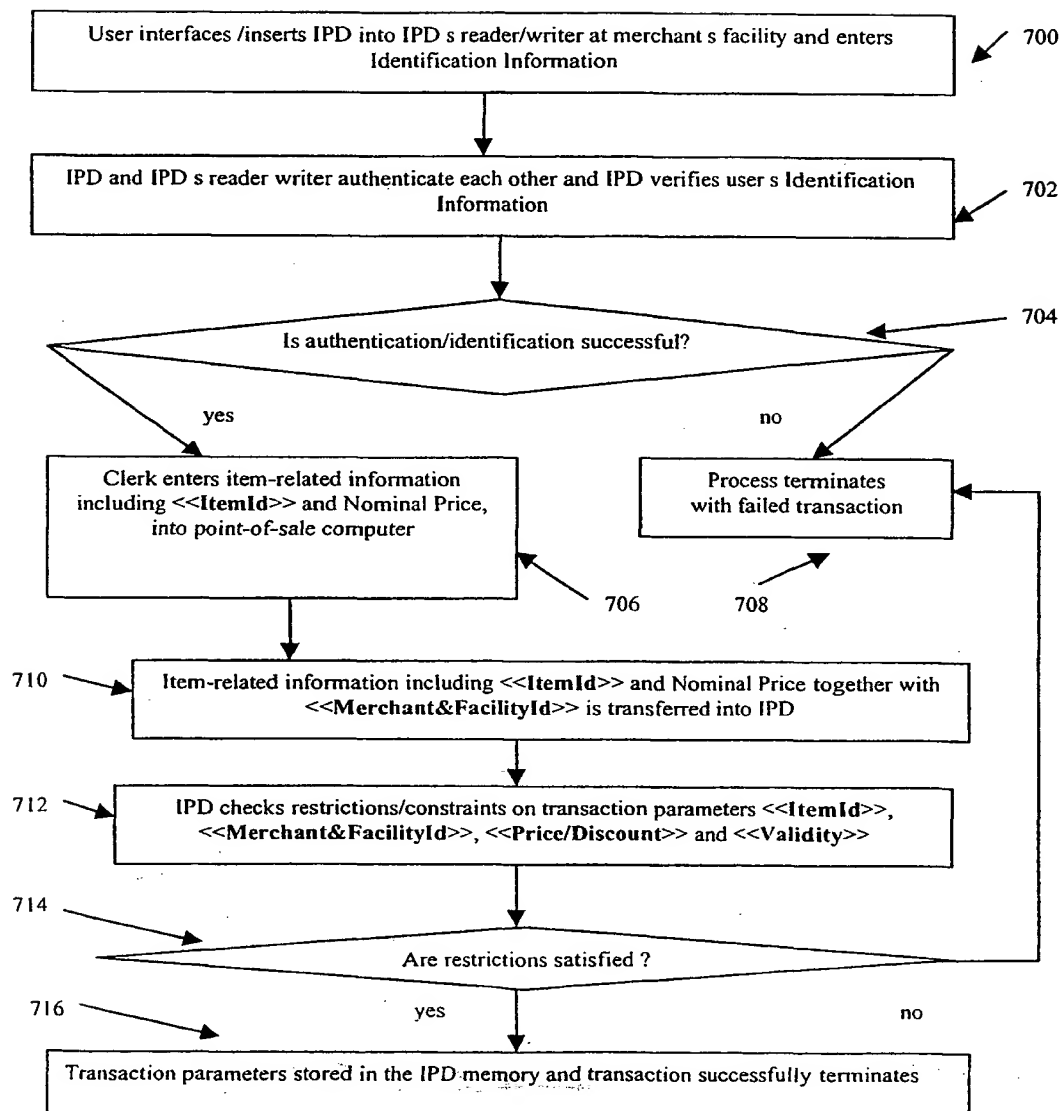 User interfaces /inserts IPD into IPD s reader/writer at merchant s facility and enters
Identification Information
700
IPD and IPD s reader writer authenticate each other and IPD verifies user s Identification
Information
702
704
Is authentication/identification successful?
yes
no
Clerk enters item-related information
including <<ItemId>> and Nominal Price,
into point-of-sale computer
Process terminates
with failed transaction
706
708
710
Item-related information including <<ItemId>> and Nominal Price together with
<<Merchant&FacilityId>> is transferred into IPD
712
IPD checks restrictions/constraints on transaction parameters <<ItemId>>,
<<Merchant&FacilityId>>, <<Price/Discount>> and <<Validity>>
714
Are restrictions satisfied ?
716
yes
no
Transaction parameters stored in the IPD memory and transaction successfully terminates